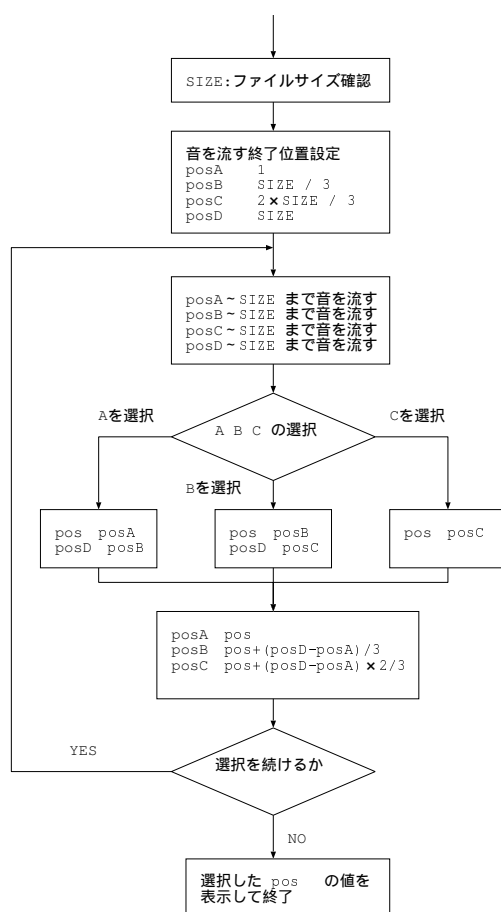 SIZE:ファイルサイズ確認
音を流す終了位置設定
posA 1
posB SIZE / 3
posC 2×SIZE / 3
posD SIZE
posA~SIZE まで音を流す
posB~SIZE まで音を流す
posC~SIZE まで音を流す
posD~SIZE まで音を流す
A B C の選択
Aを選択
Bを選択
Cを選択
pos posA
posD posB
pos posB
posD posC
pos posC
posA pos
posB pos+(posD-posA)/3
posC pos+(posD-posA)×2/3
選択を続けるか
YES
NO
選択した pos の値を
表示して終了